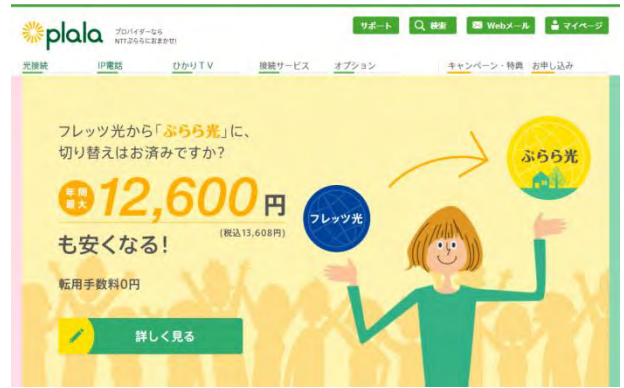 plala
プロバイダーなら
NTTぷららにおまかせ!
サポート 検索 Webメール マイページ
光接続 IP電話 ひかりTV 接続サービス オプション キャンペーン・特典 お申し込み
フレッツ光から「ぷらら光」に、
切り替えはお済みですか?
年間
最大
12,600円
(税込13,608円)
も安くなる!
転用手数料0円
詳しく見る
フレッツ光
ぷらら光